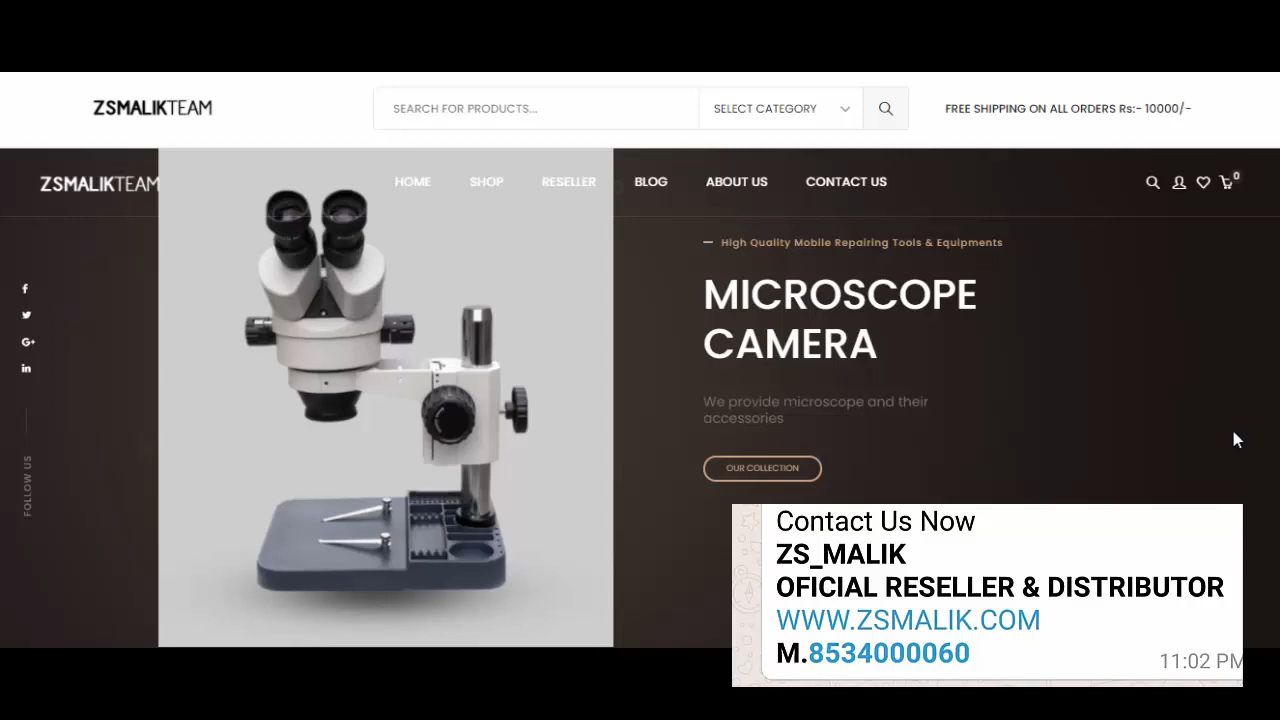 ZSMALIKTEAM
SEARCH FOR PRODUCTS...
SELECT CATEGORY
FREE SHIPPING ON ALL ORDERS Rs:- 10000/-
ZSMALIKTEAM
HOME
SHOP
RESELLER
BLOG
ABOUT US
CONTACT US
0
High Quality Mobile Repairing Tools & Equipments
MICROSCOPE
CAMERA
We provide microscope and their
accessories
OUR COLLECTION
FOLLOW US
Contact Us Now
ZS_MALIK
OFICIAL RESELLER & DISTRIBUTOR
WWW.ZSMALIK.COM
M.8534000060
11:02 PM